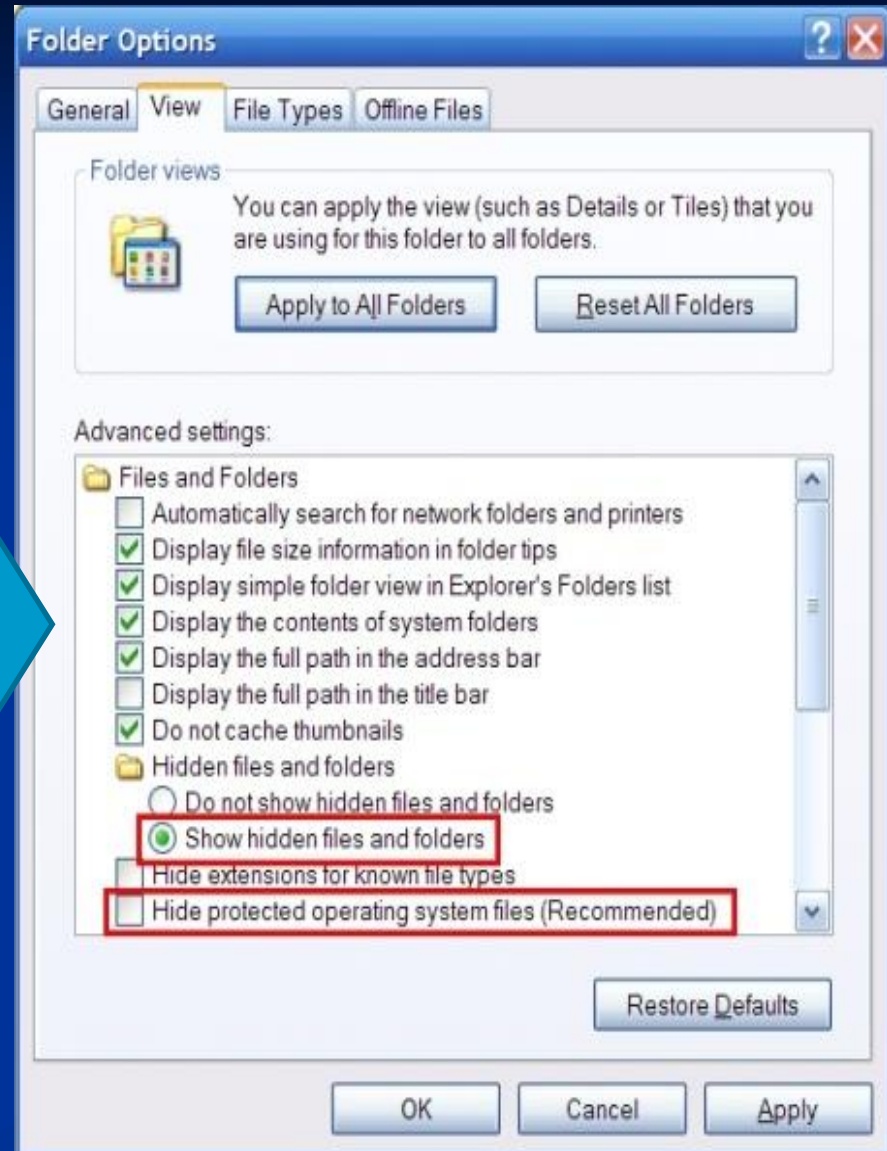 Folder Options
General View File Types Offline Files
Folder views
You can apply the view (such as Details or Tiles) that you
are using for this folder to all folders.
Apply to All Folders Reset All Folders
Advanced settings:
Files and Folders
Automatically search for network folders and printers
Display file size information in folder tips
Display simple folder view in Explorer's Folders list
Display the contents of system folders
Display the full path in the address bar
Display the full path in the title bar
Do not cache thumbnails
Hidden files and folders
Do not show hidden files and folders
Show hidden files and folders
Hide extensions for known file types
Hide protected operating system files (Recommended)
Restore Defaults
OK Cancel Apply